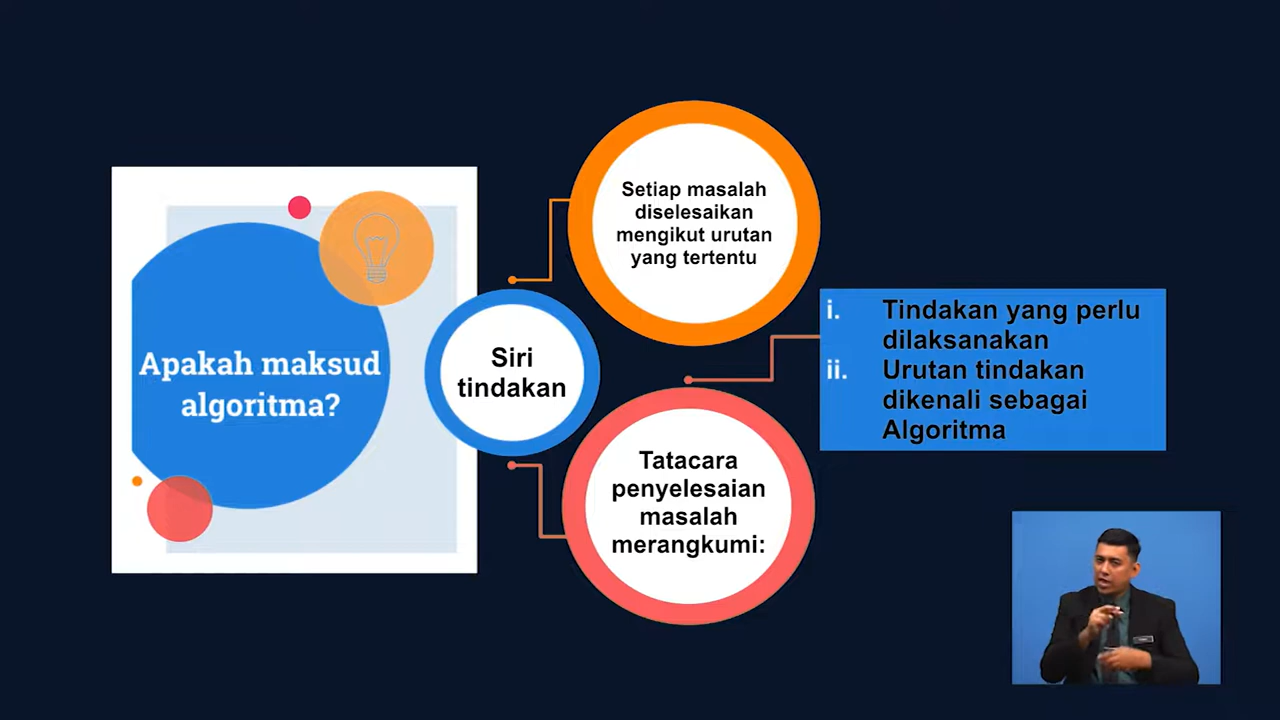 Apakah maksud
algoritma?
Siri
tindakan
Setiap masalah
diselesaikan
mengikut urutan
yang tertentu
Tatacara
penyelesaian
masalah
merangkumi:
i. Tindakan yang perlu
dilaksanakan
ii. Urutan tindakan
dikenali sebagai
Algoritma